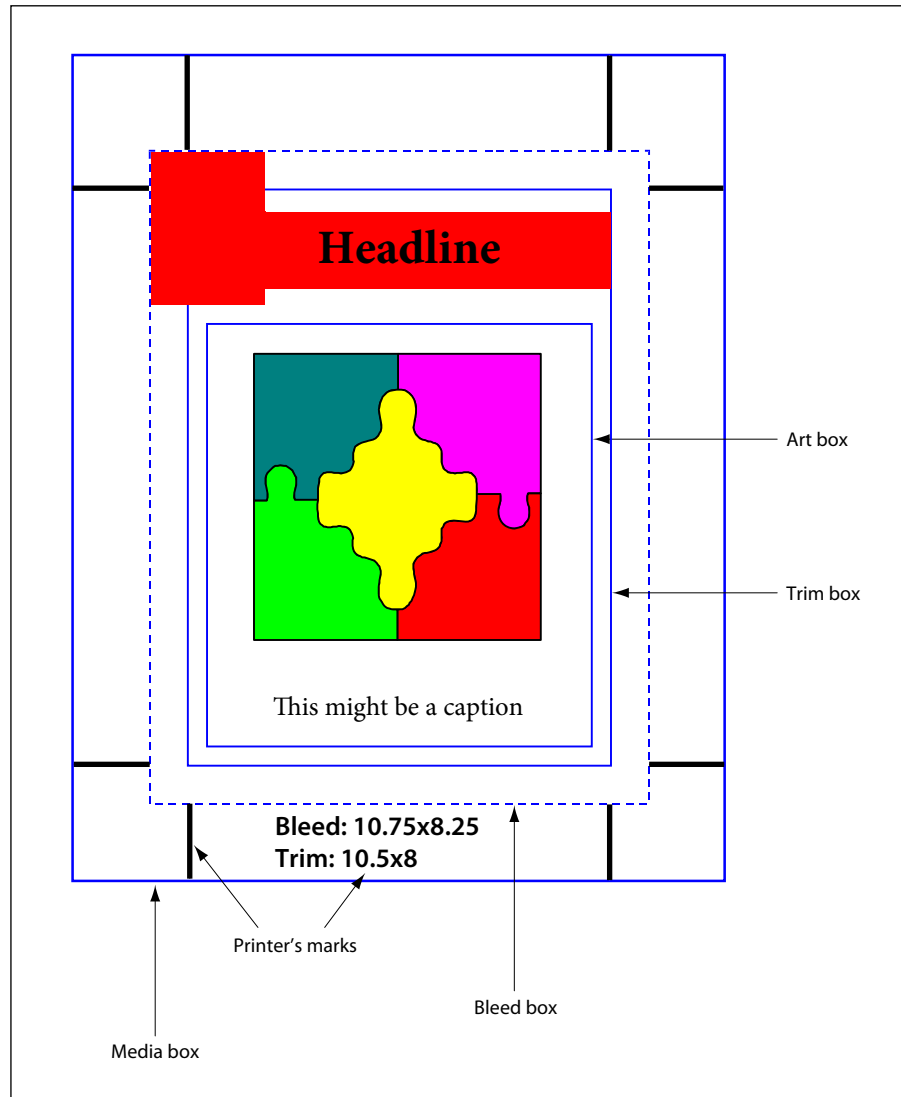 Headline
Art box
Trim box
This might be a caption
Bleed: 10.75x8.25
Trim: 10.5x8
Printer’s marks
Bleed box
Media box